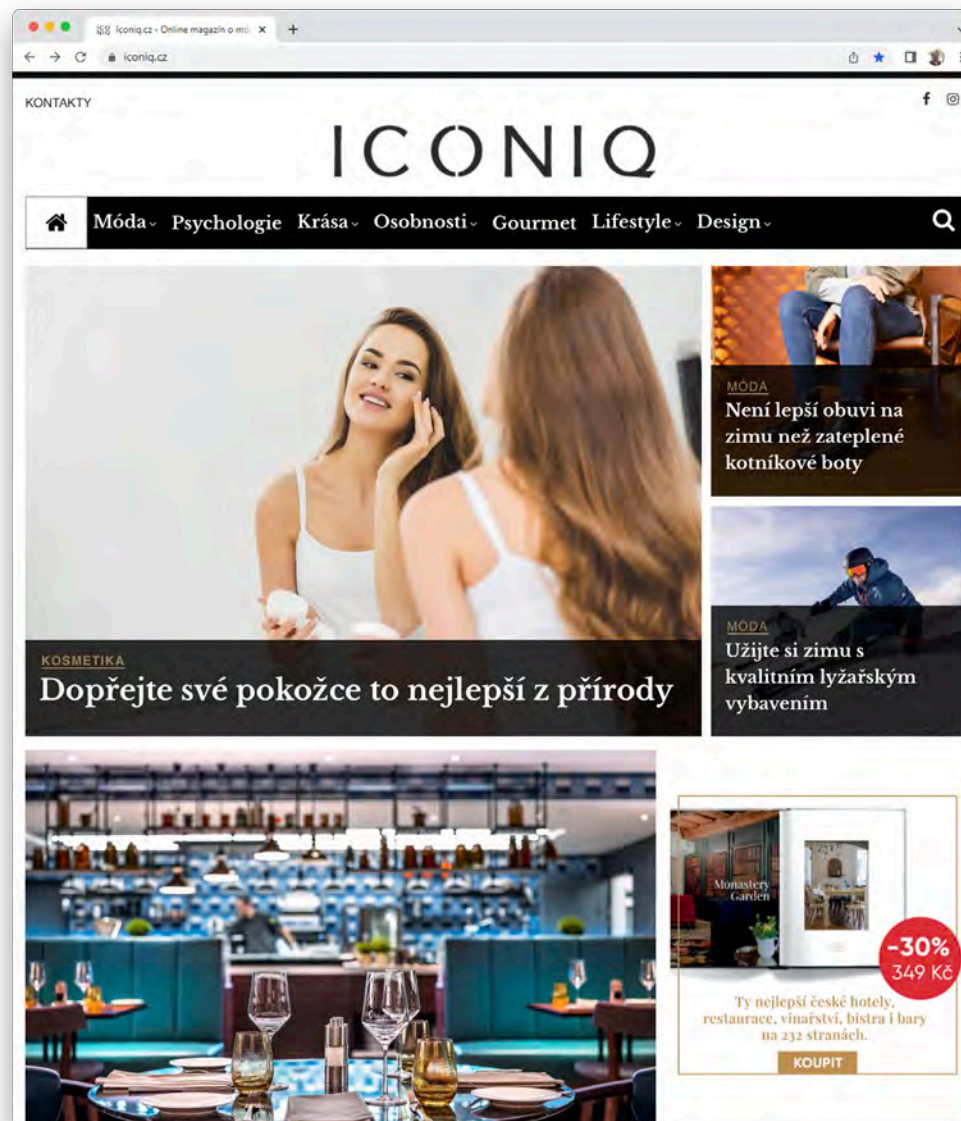 Iconiq.cz - Online magazín o mó
iconiq.cz
KONTAKTY
ICONIQ
Móda Psychologie Krása Osobnosti Gourmet Lifestyle Design
MÓDA
Není lepší obuvi na
zimu než zateplené
kotníkové boty
KOSMETIKA
Dopřejte své pokožce to nejlepší z přírody
MÓDA
Užijte si zimu s
kvalitním lyžařským
vybavením
Monastery
Garden
-30%
349 Kč
Ty nejlepší české hotely,
restaurace, vinařství, bistra i bary
na 232 stranách.
KOUPIT